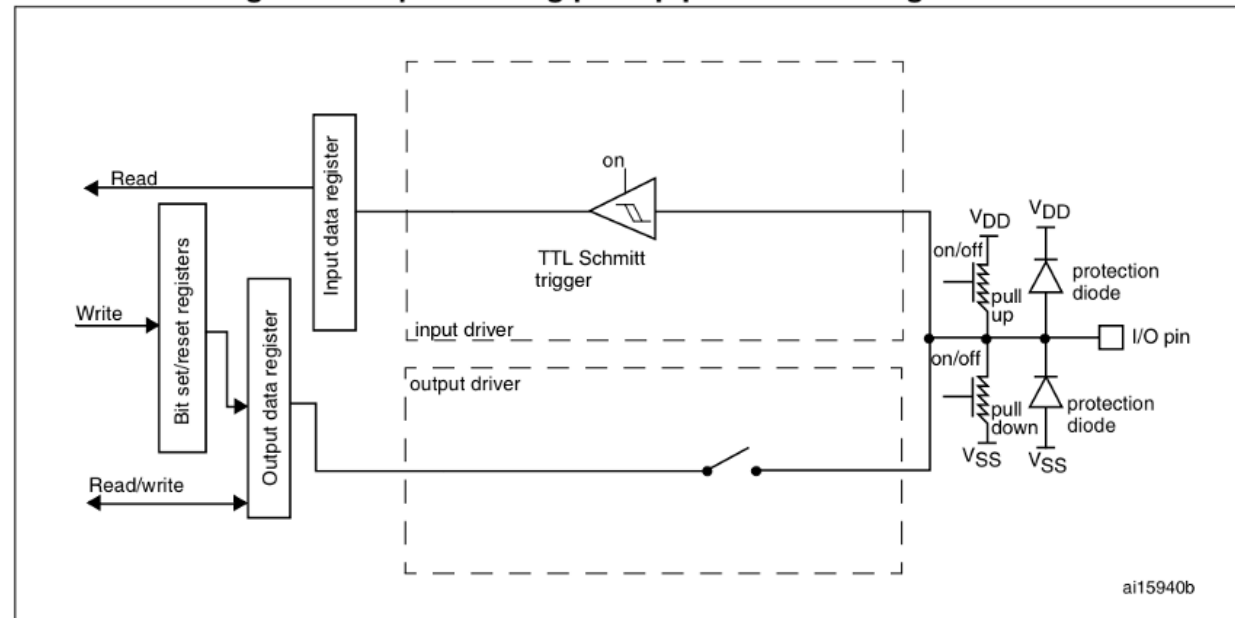 on
Read
Input data register
Bit set/reset registers
TTL Schmitt
trigger
VDD
VDD
on/off
protection
diode
pull
up
Write
Output data register
input driver
I/O pin
output driver
on/off
pull
down
protection
diode
VSS
VSS
Read/write
ai15940b